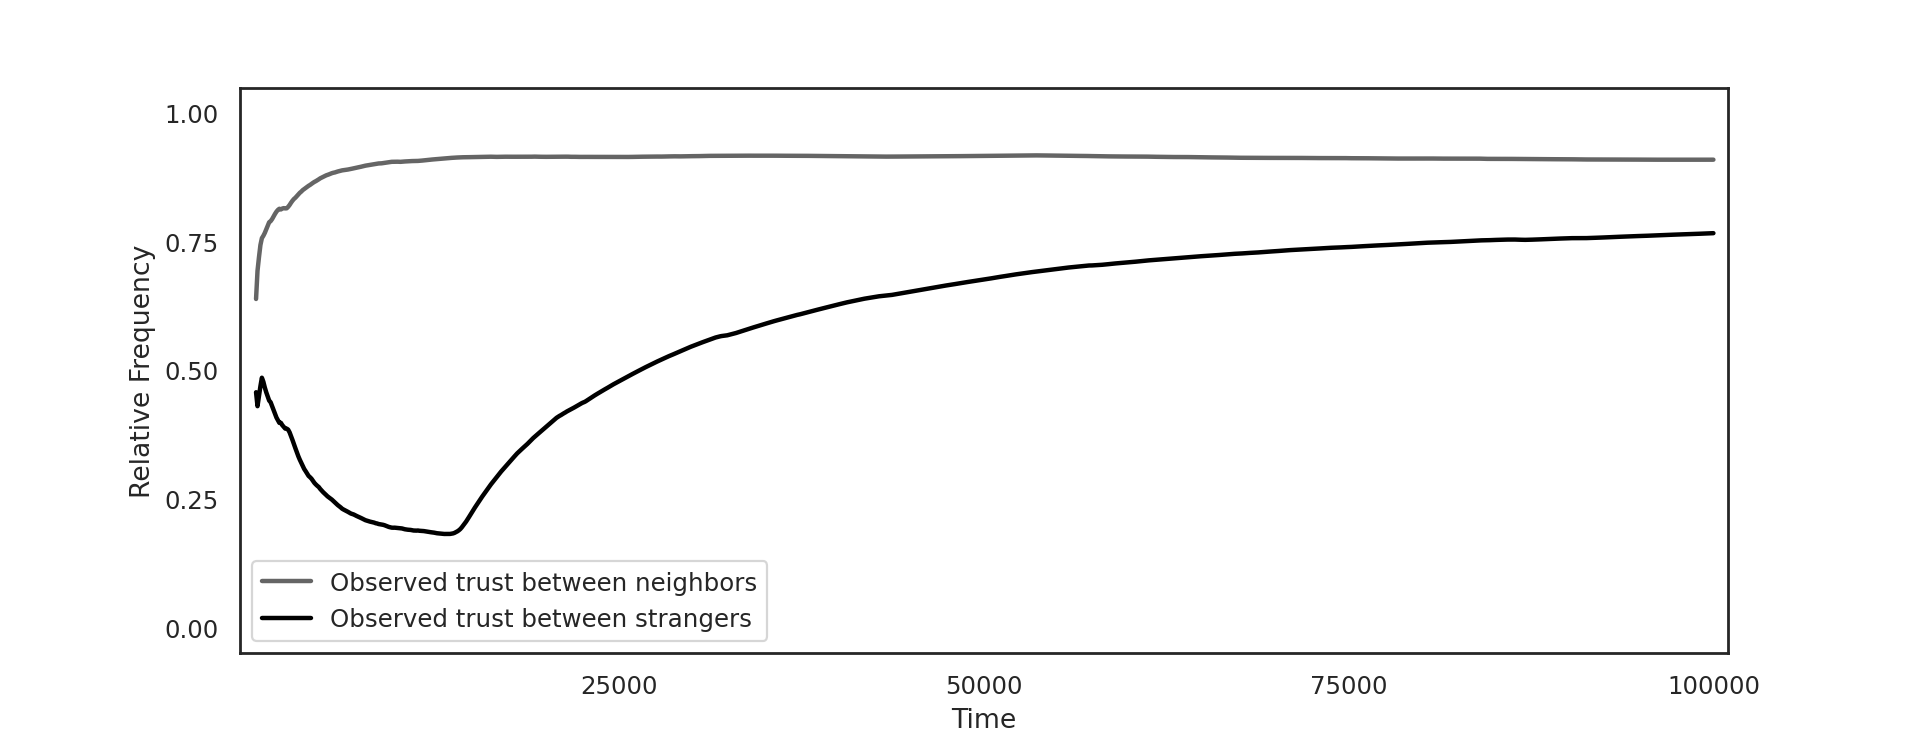 1.00
0.75
0.50
0.25
0.00
Relative Frequency
Observed trust between neighbors
Observed trust between strangers
25000 50000 75000 100000
Time